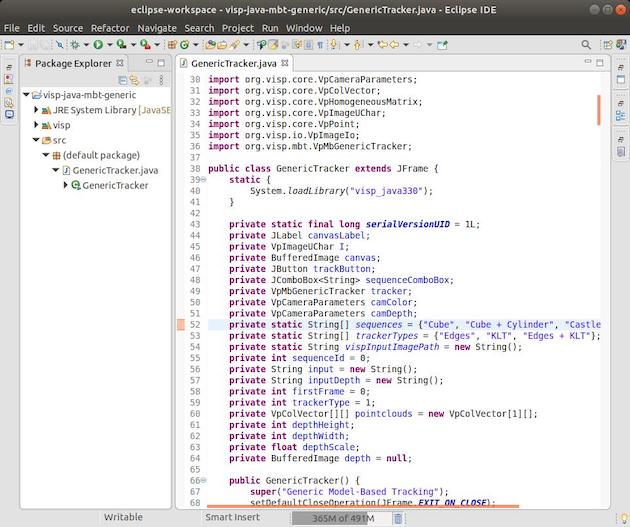 eclipse-workspace - visp-java-mbt-generic/src/GenericTracker.java - Eclipse IDE
File Edit Source Refactor Navigate Search Project Run Window Help
Package Explorer
visp-java-mbt-generic
JRE System Library [JavaSE
visp
src
(default package)
GenericTracker.java
GenericTracker
GenericTracker.java
30 import org.visp.core.VpCameraParameters;
31 import org.visp.core.VpColVector;
32 import org.visp.core.VpHomogeneousMatrix;
33 import org.visp.core.VpImageUChar;
34 import org.visp.core.VpPoint;
35 import org.visp.io.VpImageIo;
36 import org.visp.mbt.VpMbGenericTracker;
37
38 public class GenericTracker extends JFrame {
39 static {
40 System.loadLibrary("visp_java330");
41 }
42
43 private static final long serialVersionUID = 1L;
44 private JLabel canvasLabel;
45 private VpImageUChar I;
46 private BufferedImage canvas;
47 private JButton trackButton;
48 private JComboBox<String> sequenceComboBox;
49 private VpMbGenericTracker tracker;
50 private VpCameraParameters camColor;
51 private VpCameraParameters camDepth;
52 private static String[] sequences = {"Cube", "Cube + Cylinder", "Castle
53 private static String[] trackerTypes = {"Edges", "KLT", "Edges + KLT"};
54 private static String vispInputImagePath = new String();
55 private int sequenceId = 0;
56 private String input = new String();
57 private String inputDepth = new String();
58 private int firstFrame = 0;
59 private int trackerType = 1;
60 private VpColVector[][] pointclouds = new VpColVector[1][];
61 private int depthHeight;
62 private int depthWidth;
63 private float depthScale;
64 private BufferedImage depth = null;
65
66 public GenericTracker() {
67 super("Generic Model-Based Tracking");
68 setDefaultCloseOperation(JFrame.EXIT_ON_CLOSE);
Writable Smart Insert 365M of 491M